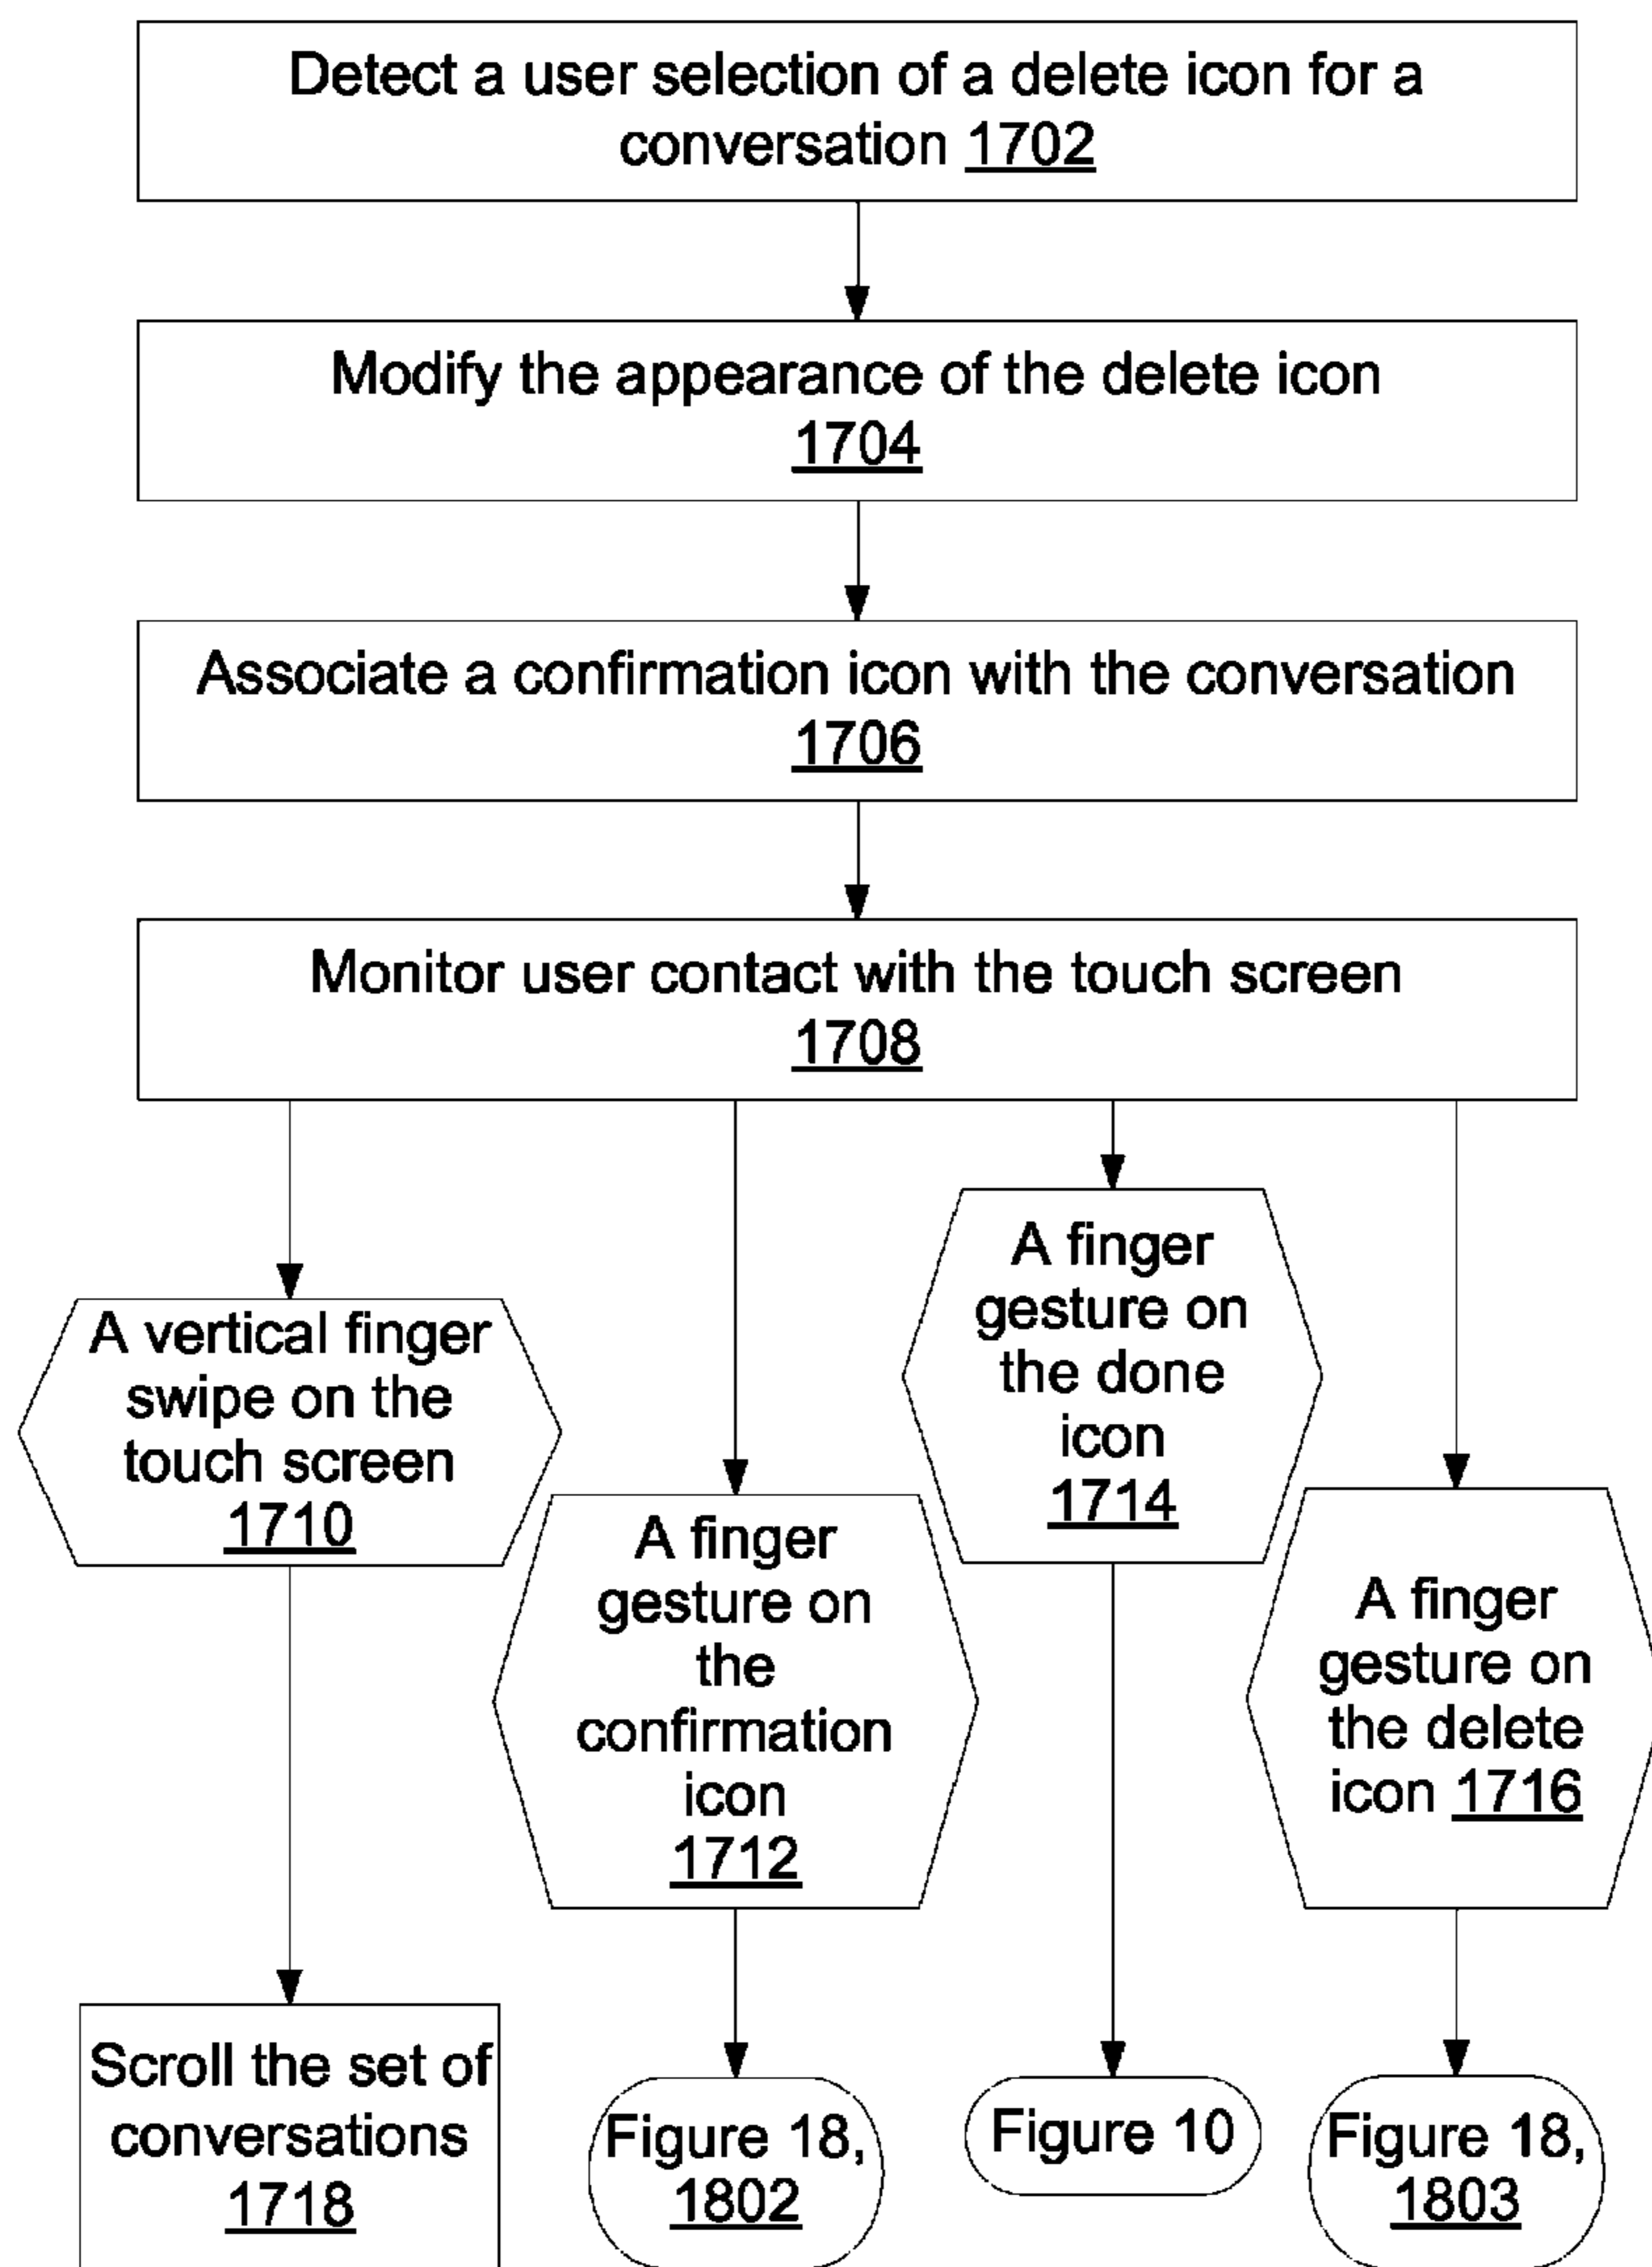 Detect a user selection of a delete icon for a
conversation 1702
Modify the appearance of the delete icon
1704
Associate a confirmation icon with the conversation
1706
Monitor user contact with the touch screen
1708
A vertical finger
swipe on the
touch screen
1710
A finger
gesture on
the
confirmation
icon
1712
A finger
gesture on
the done
icon
1714
A finger
gesture on
the delete
icon 1716
Scroll the set of
conversations
1718
Figure 18,
1802
Figure 10
Figure 18,
1803